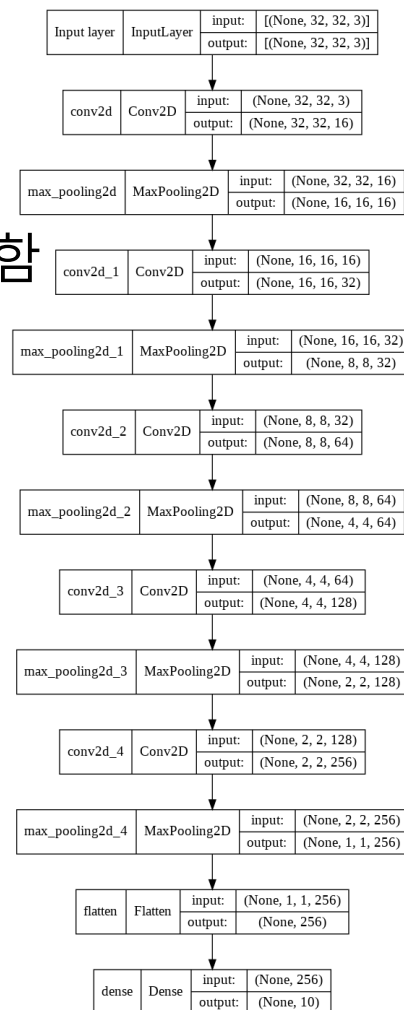 Input layer InputLayer input: [(None, 32, 32, 3)]
output: [(None, 32, 32, 3)]
conv2d Conv2D input: (None, 32, 32, 3)
output: (None, 32, 32, 16)
max_pooling2d MaxPooling2D input: (None, 32, 32, 16)
output: (None, 16, 16, 16)
함
conv2d_1 Conv2D input: (None, 16, 16, 16)
output: (None, 16, 16, 32)
max_pooling2d_1 MaxPooling2D input: (None, 16, 16, 32)
output: (None, 8, 8, 32)
conv2d_2 Conv2D input: (None, 8, 8, 32)
output: (None, 8, 8, 64)
max_pooling2d_2 MaxPooling2D input: (None, 8, 8, 64)
output: (None, 4, 4, 64)
conv2d_3 Conv2D input: (None, 4, 4, 64)
output: (None, 4, 4, 128)
max_pooling2d_3 MaxPooling2D input: (None, 4, 4, 128)
output: (None, 2, 2, 128)
conv2d_4 Conv2D input: (None, 2, 2, 128)
output: (None, 2, 2, 256)
max_pooling2d_4 MaxPooling2D input: (None, 2, 2, 256)
output: (None, 1, 1, 256)
flatten Flatten input: (None, 1, 1, 256)
output: (None, 256)
dense Dense input: (None, 256)
output: (None, 10)